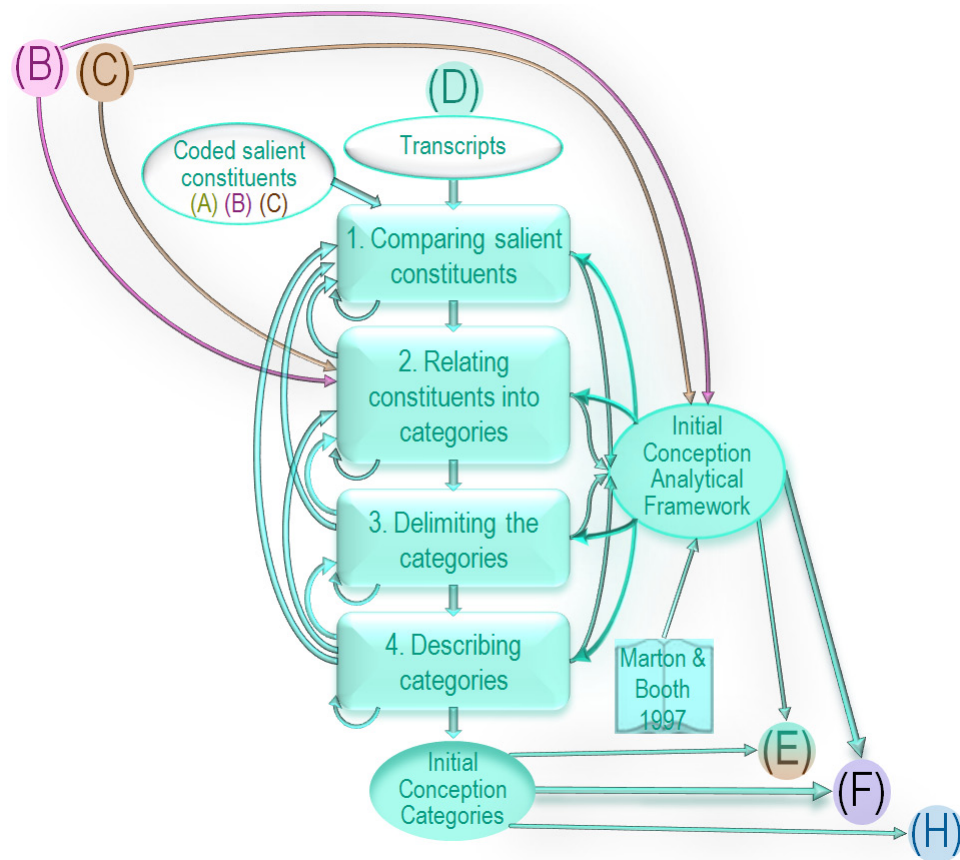 (B)
(C)
(D)
Transcripts
Coded salient
constituents
(A) (B) (C)
1. Comparing salient
constituents
2. Relating
constituents into
categories
Initial
Conception
Analytical
Framework
3. Delimiting the
categories
4. Describing
categories
Marton &
Booth
1997
Initial
Conception
Categories
(E)
(F)
(H)